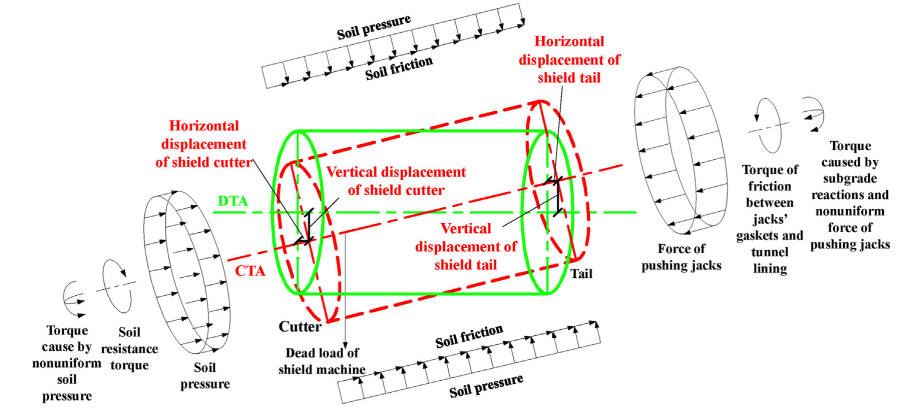 Soil pressure
Soil friction
Horizontal
displacement of
shield tail
Horizontal
displacement
of shield cutter
Vertical displacement
of shield cutter
DTA
CTA
Vertical
displacement of
shield tail
Tail
Cutter
Dead load of
shield machine
Soil friction
Soil pressure
Force of
pushing jacks
Torque of
friction
between
jacks'
gaskets and
tunnel
lining
Torque
caused by
subgrade
reactions and
nonuniform
force of
pushing jacks
Torque
cause by
nonuniform
soil
pressure
Soil
resistance
torque
Soil
pressure